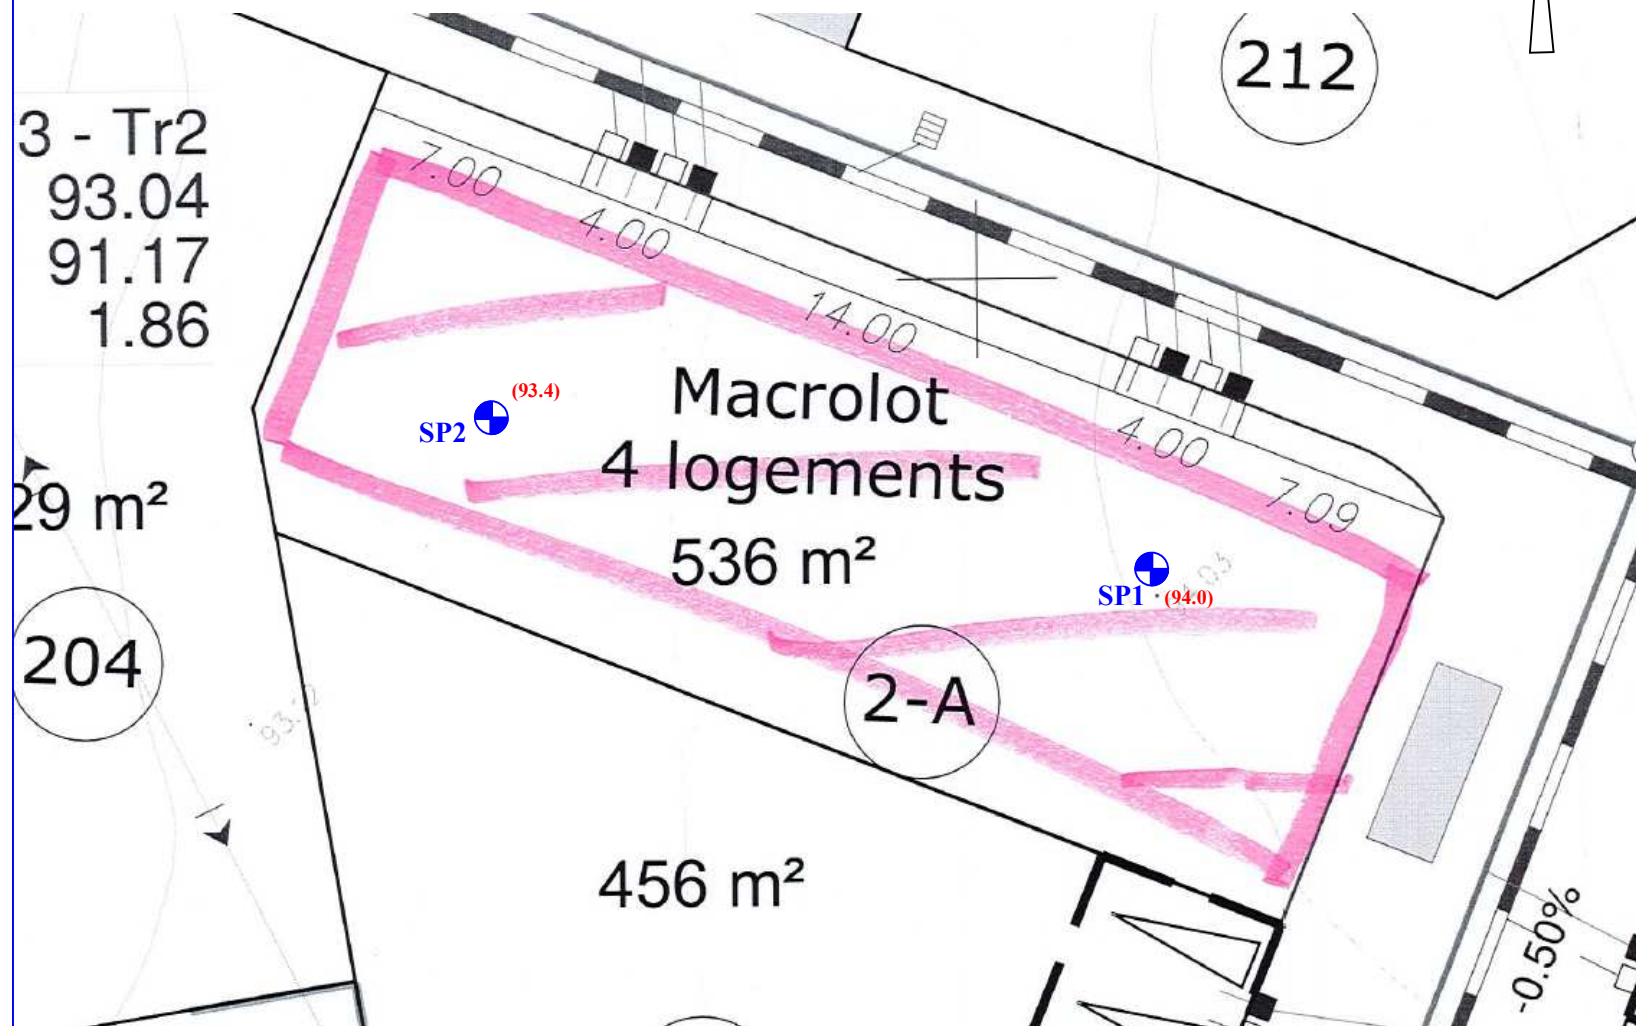 212
3 - Tr2
93.04
91.17
1.86
7.00
4.00
14.00
4.00
7.09
Macrolot
4 logements
536 m²
(93.4)
SP2
SP1
(94.0)
29 m²
204
2-A
456 m²
-0.50%